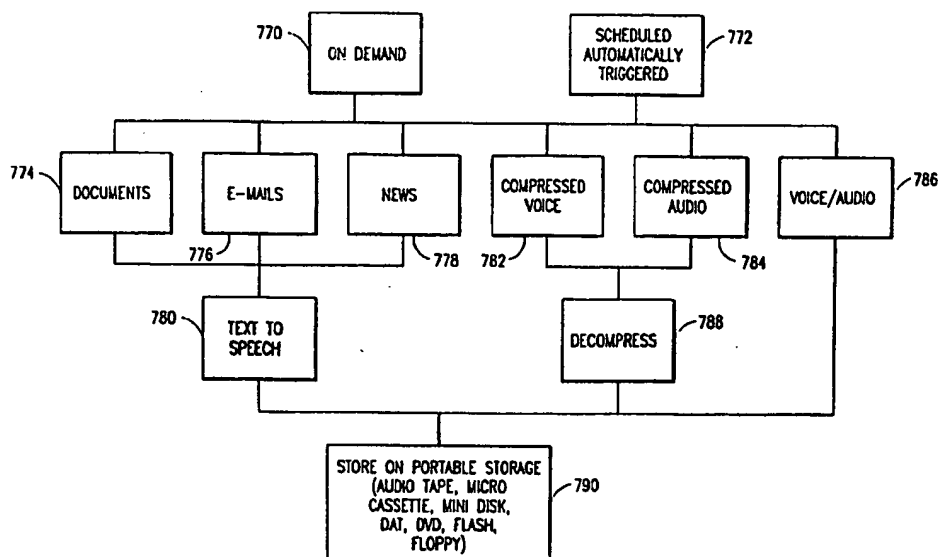 770
ON DEMAND
SCHEDULED
AUTOMATICALLY
TRIGGERED
772
774
DOCUMENTS
E-MAILS
776
NEWS
778
COMPRESSED
VOICE
782
COMPRESSED
AUDIO
784
VOICE/AUDIO
786
780
TEXT TO
SPEECH
DECOMPRESS
788
STORE ON PORTABLE STORAGE
(AUDIO TAPE, MICRO
CASSETTE, MINI DISK,
DAT, DVD, FLASH,
FLOPPY)
790